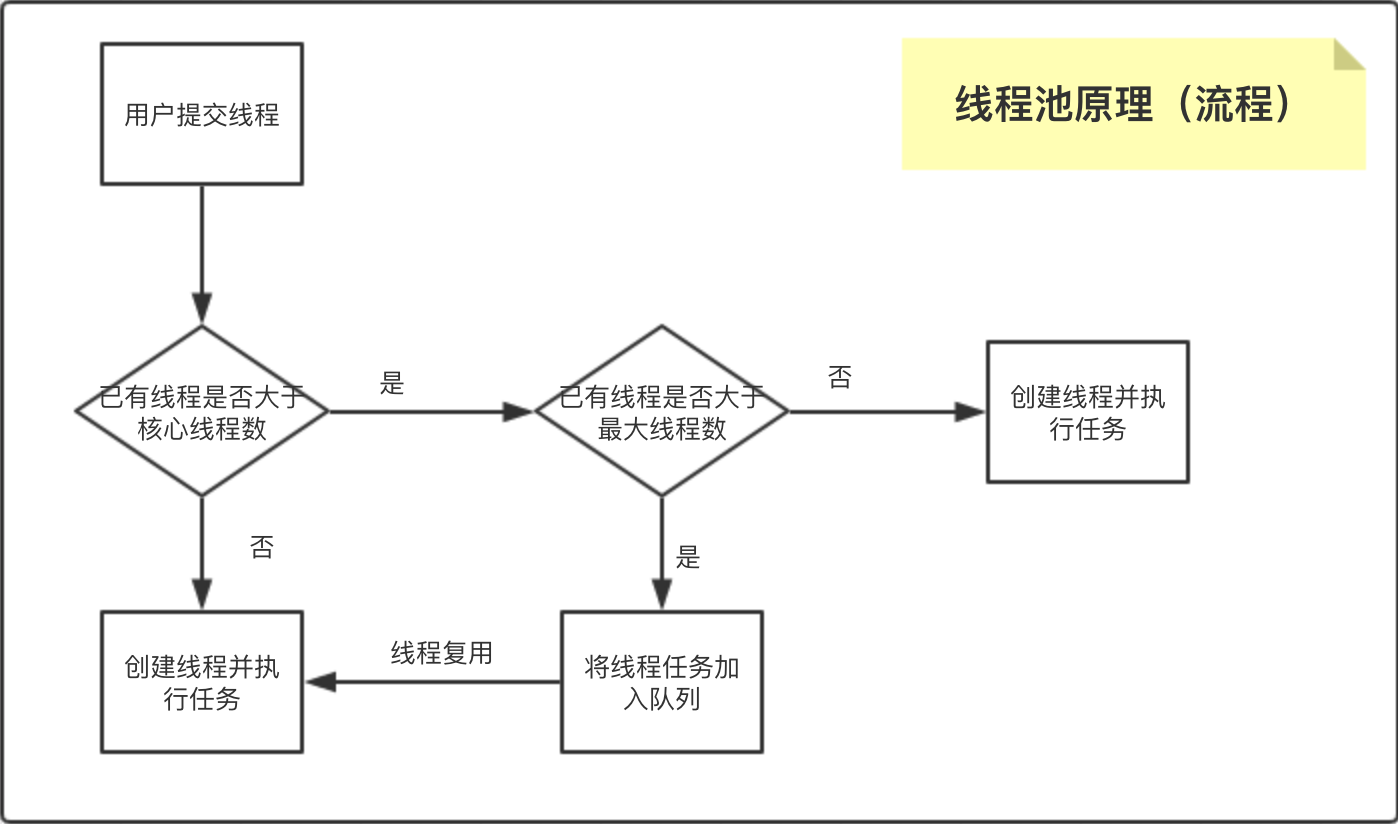 用户提交线程
线程池原理（流程）
已有线程是否大于
核心线程数
是
已有线程是否大于
最大线程数
否
创建线程并执
行任务
否
是
创建线程并执
行任务
线程复用
将线程任务加
入队列